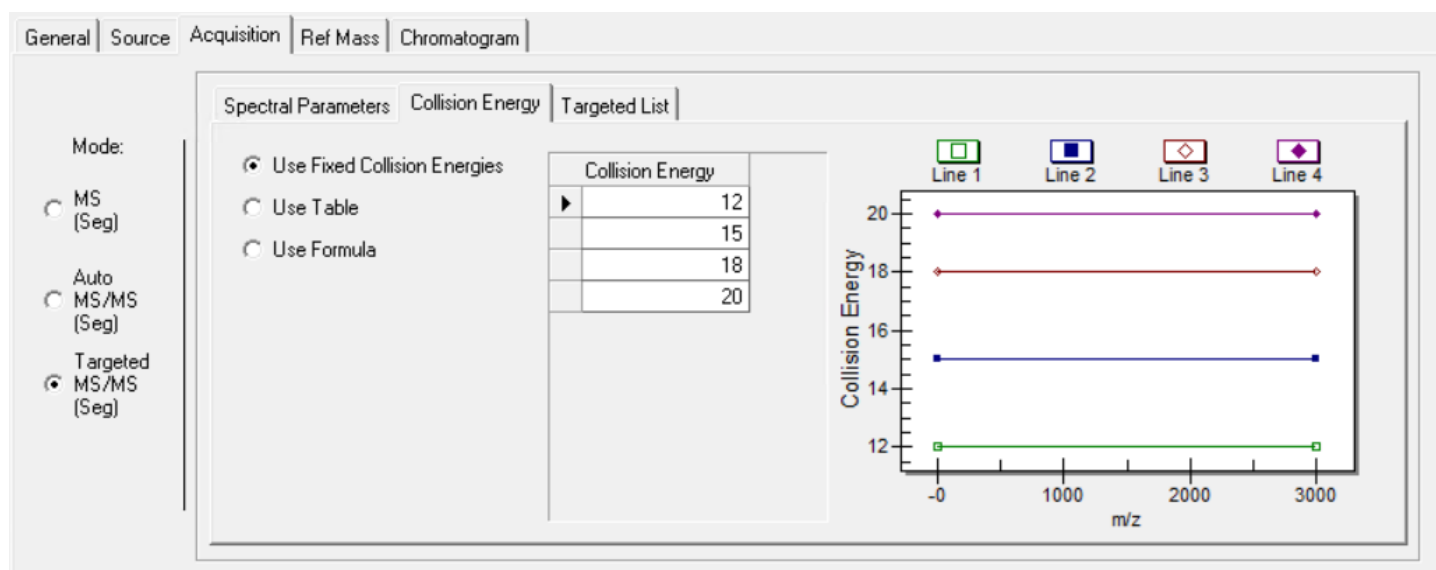 General Source Acquisition Ref Mass Chromatogram
Spectral Parameters Collision Energy Targeted List
Mode:
MS
(Seg)
Auto
MS/MS
(Seg)
Targeted
MS/MS
(Seg)
Use Fixed Collision Energies
Use Table
Use Formula
Collision Energy
12
15
18
20
Line 1 Line 2 Line 3 Line 4
Collision Energy
20
18
16
14
12
-0 1000 2000 3000
m/z